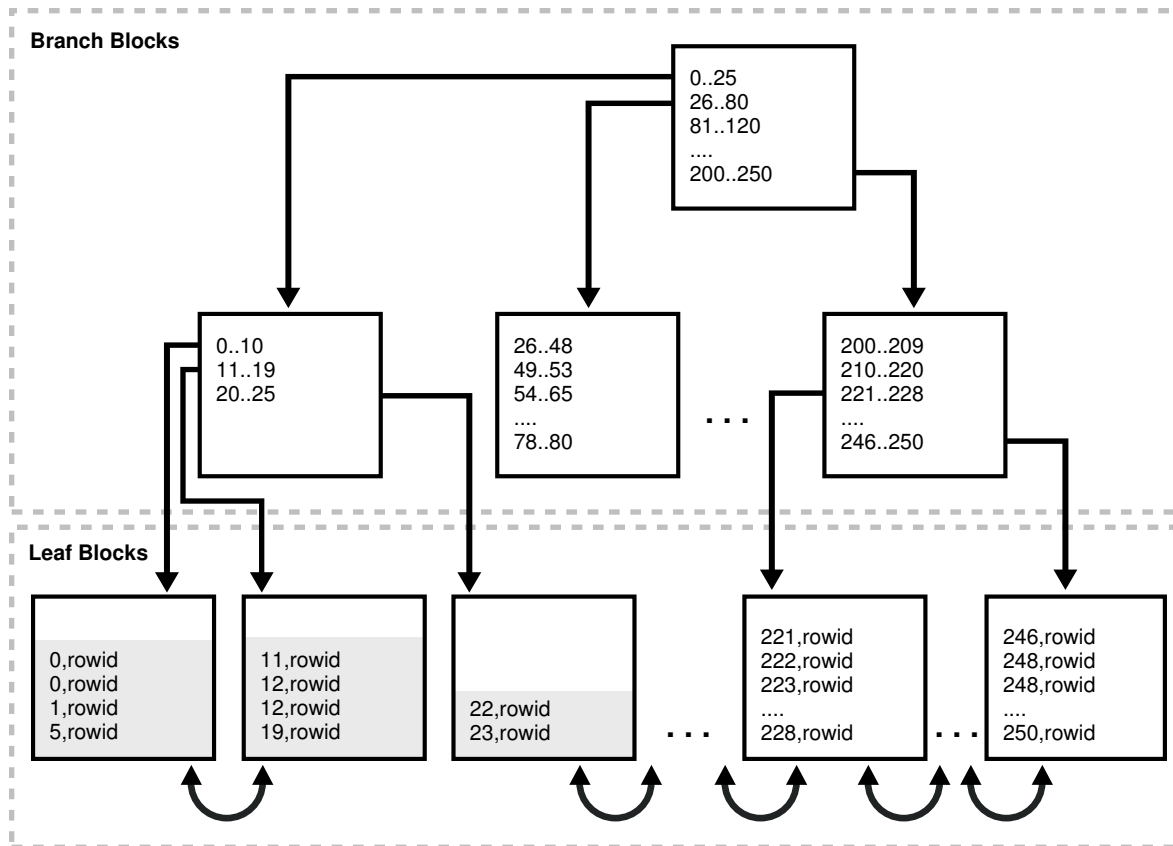 Branch Blocks
0..25
26..80
81..120
....
200..250
0..10
11..19
20..25
26..48
49..53
54..65
....
78..80
. . .
200..209
210..220
221..228
....
246..250
Leaf Blocks
0,rowid
0,rowid
1,rowid
5,rowid
11,rowid
12,rowid
12,rowid
19,rowid
22,rowid
23,rowid
. . .
221,rowid
222,rowid
223,rowid
....
228,rowid
. . .
246,rowid
248,rowid
248,rowid
....
250,rowid